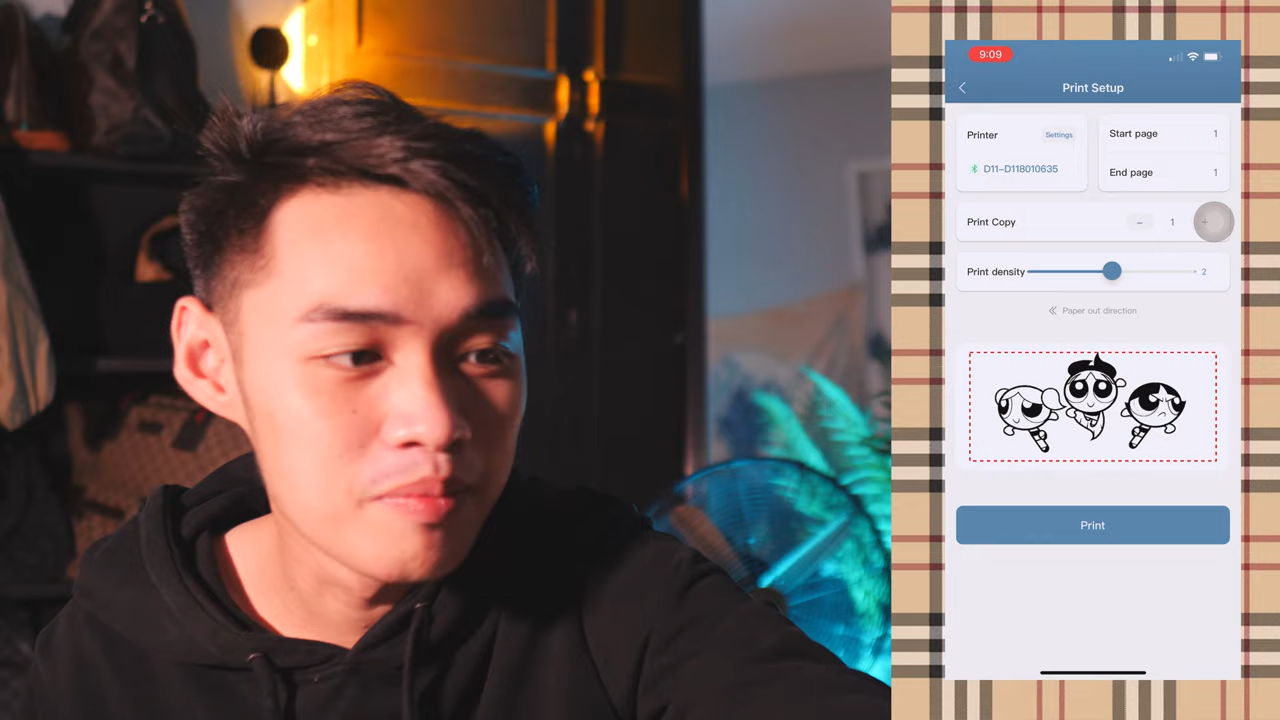 9:09
Print Setup
Printer
Settings
D11-D118010635
Start page 1
End page 1
Print Copy - 1 +
Print density 2
Paper out direction
Print